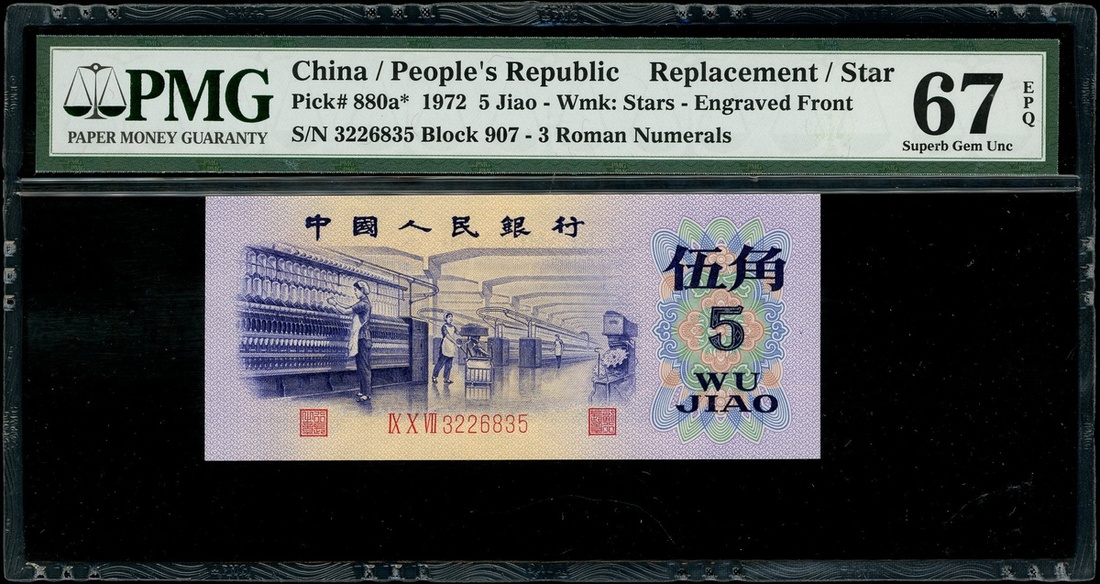 PMG
PAPER MONEY GUARANTY
China / People's Republic Replacement / Star
Pick# 880a* 1972 5 Jiao - Wmk: Stars - Engraved Front
S/N 3226835 Block 907 - 3 Roman Numerals
67
EPQ
Superb Gem Unc
中國人民銀行
伍角
5
WU
JIAO
IX X VII 3226835